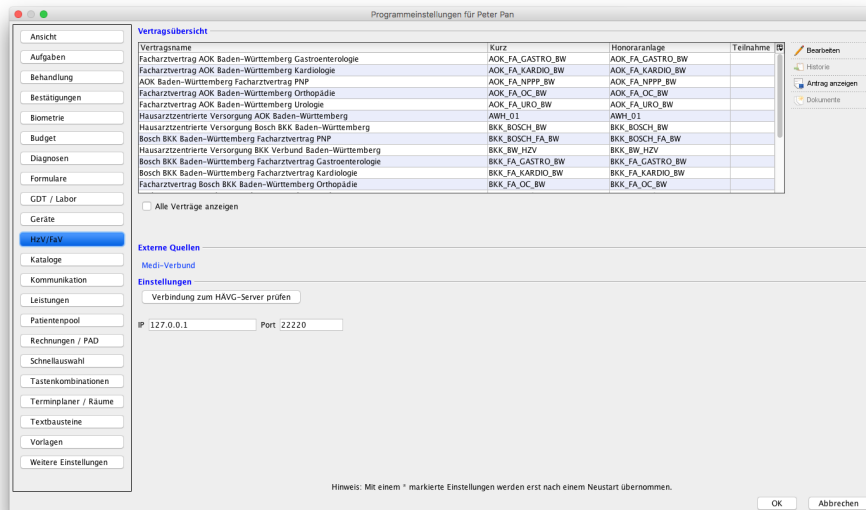 Programmeinstellungen für Peter Pan
Ansicht
Aufgaben
Behandlung
Bestätigungen
Biometrie
Budget
Diagnosen
Formulare
GDT / Labor
Geräte
HzV/FaV
Kataloge
Kommunikation
Leistungen
Patientenpool
Rechnungen / PAD
Schnellauswahl
Tastenkombinationen
Terminplaner / Räume
Textbausteine
Vorlagen
Weitere Einstellungen
Vertragsübersicht
Vertragsname Kurz Honoraranlage Teilnahme
Facharztvertrag AOK Baden-Württemberg Gastroenterologie AOK_FA_GASTRO_BW AOK_FA_GASTRO_BW
Facharztvertrag AOK Baden-Württemberg Kardiologie AOK_FA_KARDIO_BW AOK_FA_KARDIO_BW
AOK Baden-Württemberg Facharztvertrag PNP AOK_FA_NPPP_BW AOK_FA_NPPP_BW
Facharztvertrag AOK Baden-Württemberg Orthopädie AOK_FA_OC_BW AOK_FA_OC_BW
Facharztvertrag AOK Baden-Württemberg Urologie AOK_FA_URO_BW AOK_FA_URO_BW
Hausarztzentrierte Versorgung AOK Baden-Württemberg AWH_01 AWH_01
Hausarztzentrierte Versorgung Bosch BKK Baden-Württemberg BKK_BOSCH_BW BKK_BOSCH_BW
Bosch BKK Baden-Württemberg Facharztvertrag PNP BKK_BOSCH_FA_BW BKK_BOSCH_FA_BW
Hausarztzentrierte Versorgung BKK Verbund Baden-Württemberg BKK_BW_HZV BKK_BW_HZV
Bosch BKK Baden-Württemberg Facharztvertrag Gastroenterologie BKK_FA_GASTRO_BW BKK_FA_GASTRO_BW
Bosch BKK Baden-Württemberg Facharztvertrag Kardiologie BKK_FA_KARDIO_BW BKK_FA_KARDIO_BW
Facharztvertrag Bosch BKK Baden-Württemberg Orthopädie BKK_FA_OC_BW BKK_FA_OC_BW
Bearbeiten
Historie
Antrag anzeigen
Dokumente
Alle Verträge anzeigen
Externe Quellen
Medi-Verbund
Einstellungen
Verbindung zum HÄVG-Server prüfen
IP 127.0.0.1 Port 22220
Hinweis: Mit einem * markierte Einstellungen werden erst nach einem Neustart übernommen.
OK Abbrechen